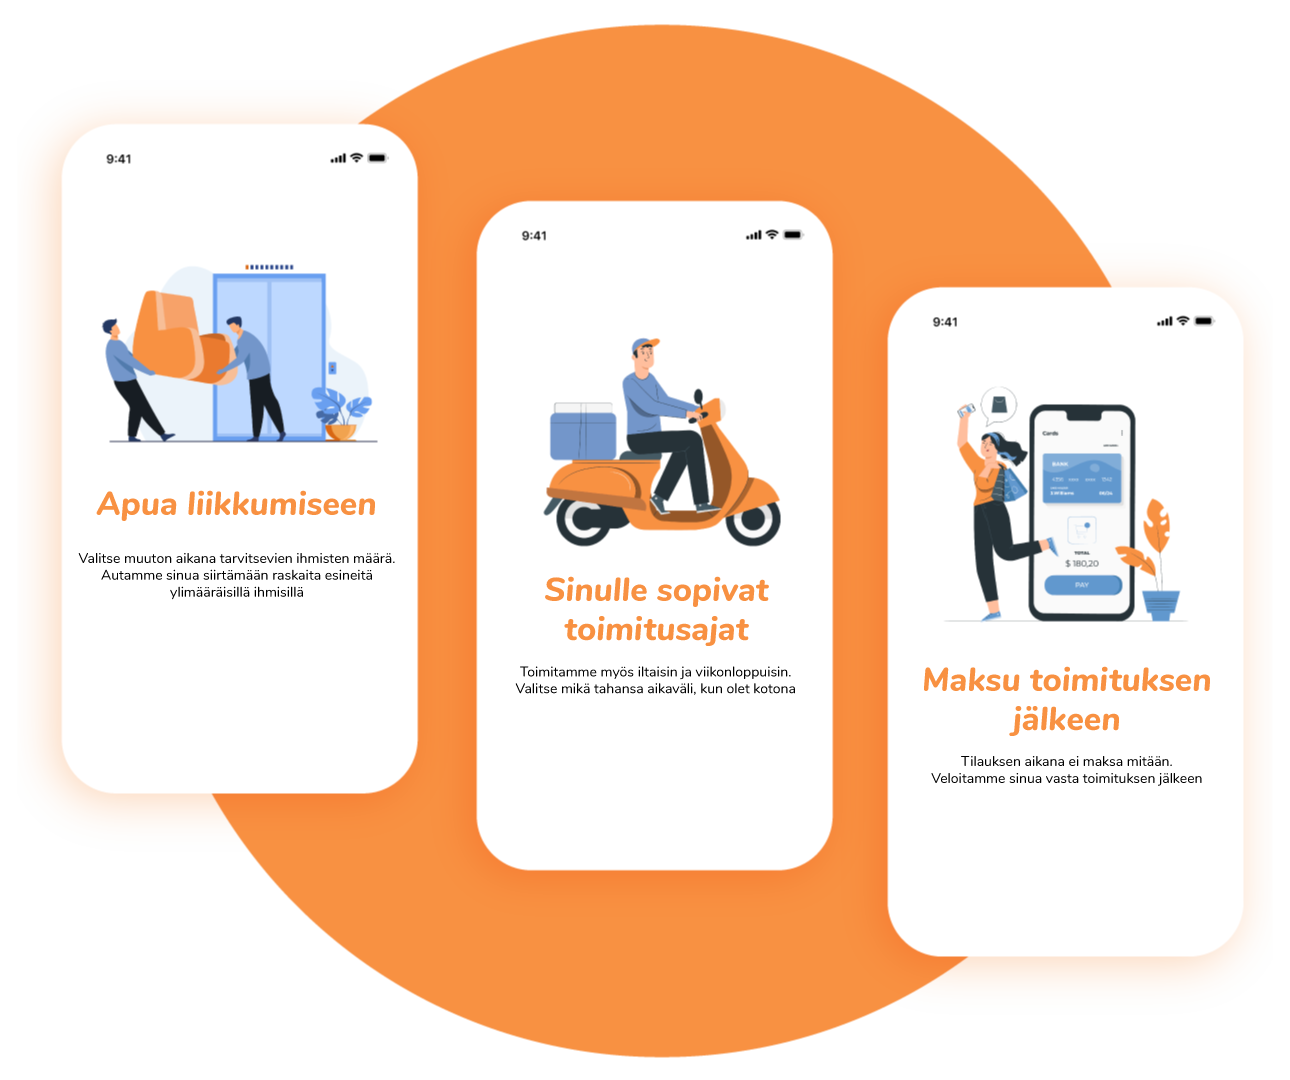 9:41
Apua liikkumiseen
Valitse muuton aikana tarvitsevien ihmisten määrä.
Autamme sinua siirtämään raskaita esineitä
ylimääräisillä ihmisillä
9:41
Sinulle sopivat
toimitusajat
Toimitamme myös iltaisin ja viikonloppuisin.
Valitse mikä tahansa aikaväli, kun olet kotona
9:41
Cards
BANK
TOTAL
$ 180,20
PAY
Maksu toimituksen
jälkeen
Tilauksen aikana ei maksa mitään.
Veloitamme sinua vasta toimituksen jälkeen